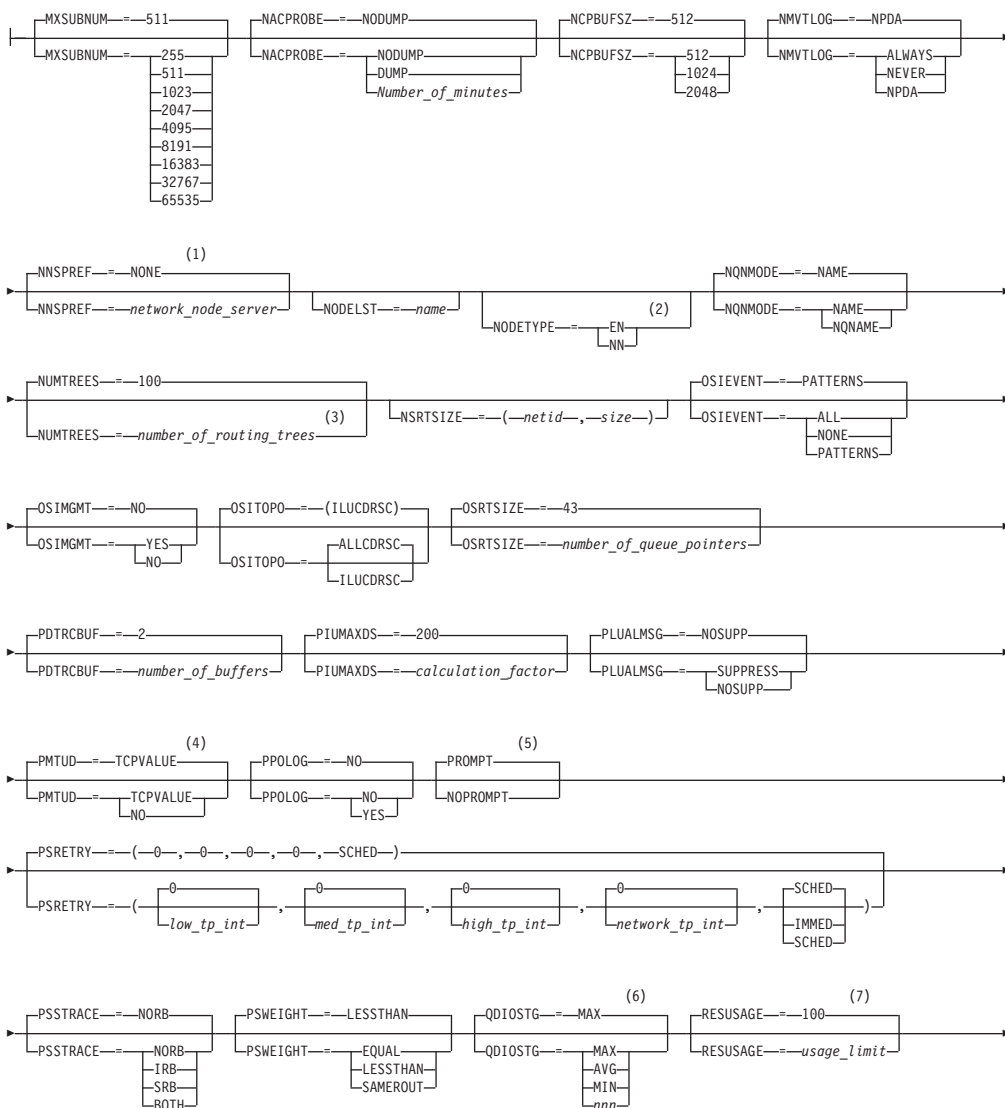 MXSUBNUM = 511 NACPROBE = NODUMP NCPBUFSZ = 512 NMVTLOG = NPDA
MXSUBNUM = 255 NACPROBE = NODUMP NCPBUFSZ = 512 NMVTLOG = ALWAYS
511 DUMP 1024 NEVER
1023 Number_of_minutes 2048 NPDA
2047
4095
8191
16383
32767
65535
(1)
NNSPREF = NONE NQNMODE = NAME
NNSPREF = network_node_server NODELST = name (2) NQNMODE = NAME
NODETYPE = EN NQNAME
NN
NUMTREES = 100 OSIEVENT = PATTERNS
(3) NSRTSIZE = ( netid , size ) OSIEVENT = ALL
NUMTREES = number_of_routing_trees NONE
PATTERNS
OSIMGMT = NO OSITOPO = (ILUCDRSC) OSRTSIZE = 43
OSIMGMT = YES ALLCDRSC OSRTSIZE = number_of_queue_pointers
NO OSITOPO =
ILUCDRSC
PDTRCBUF = 2 PIUMAXDS = 200 PLUALMSG = NOSUPP
PDTRCBUF = number_of_buffers PIUMAXDS = calculation_factor PLUALMSG = SUPPRESS
NOSUPP
(4) (5)
PMTUD = TCPVALUE PPOLOG = NO PROMPT
PMTUD = TCPVALUE PPOLOG = NO NOPROMPT
NO YES
PSRETRY = ( 0 , 0 , 0 , 0 , SCHED )
0 0 0 0 SCHED
PSRETRY = ( , , , , )
low_tp_int med_tp_int high_tp_int network_tp_int IMMED
SCHED
(6) (7)
PSSTRACE = NORB PSWEIGHT = LESSTHAN QDIOSTG = MAX RESUSAGE = 100
PSSTRACE = NORB PSWEIGHT = EQUAL QDIOSTG = MAX RESUSAGE = usage_limit
IRB LESSTHAN AVG
SRB SAMEROUT MIN
BOTH nnn